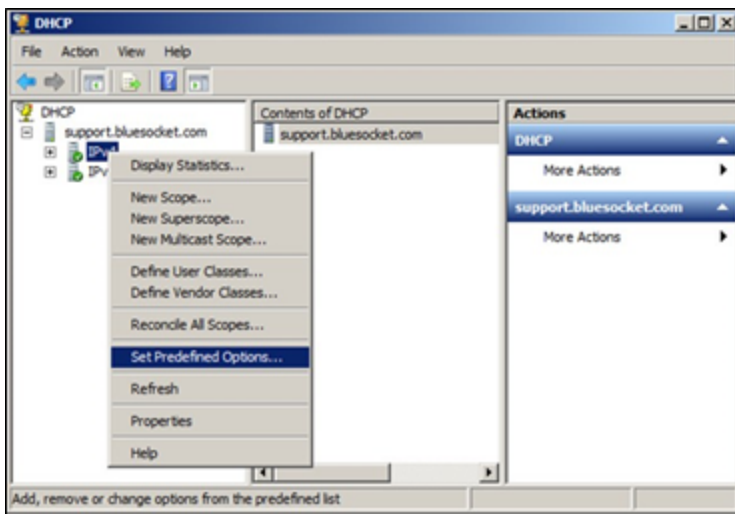 DHCP
File Action View Help
DHCP
support.bluesocket.com
IPv4
IPv
Contents of DHCP
support.bluesocket.com
Display Statistics...
New Scope...
New Superscope...
New Multicast Scope...
Define User Classes...
Define Vendor Classes...
Reconcile All Scopes...
Set Predefined Options...
Refresh
Properties
Help
Actions
DHCP
More Actions
support.bluesocket.com
More Actions
Add, remove or change options from the predefined list